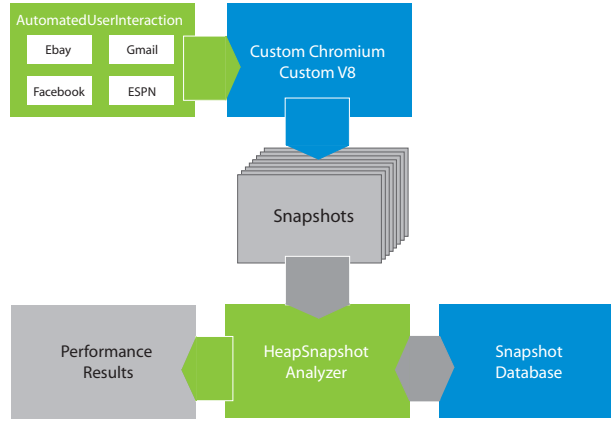 AutomatedUserInteraction
Ebay
Gmail
Facebook
ESPN
Custom Chromium
Custom V8
Snapshots
Performance
Results
HeapSnapshot
Analyzer
Snapshot
Database